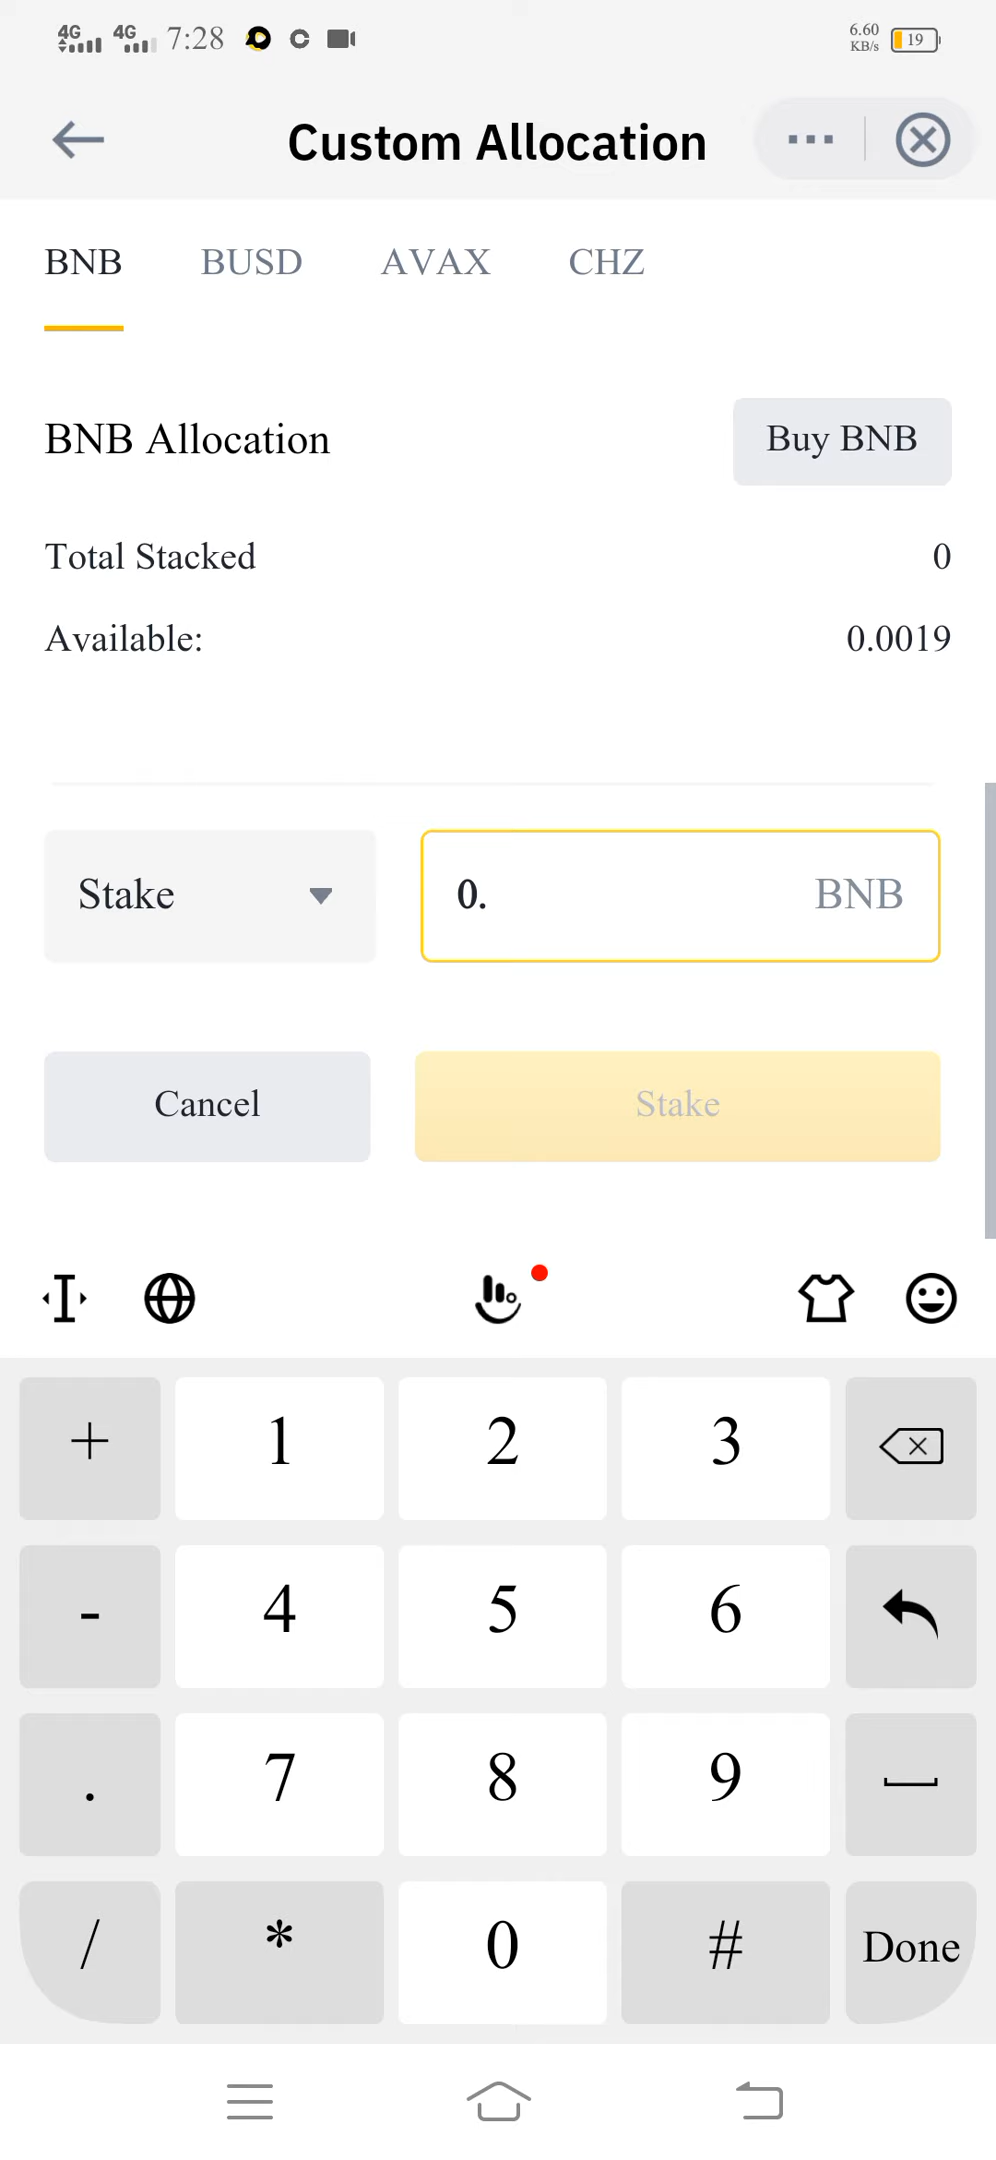 4G 4G 7:28 6.60 KB/s 19
Custom Allocation
BNB BUSD AVAX CHZ
BNB Allocation Buy BNB
Total Stacked 0
Available: 0.0019
Stake 0. BNB
Cancel Stake
+ 1 2 3
- 4 5 6
. 7 8 9
/ * 0 # Done